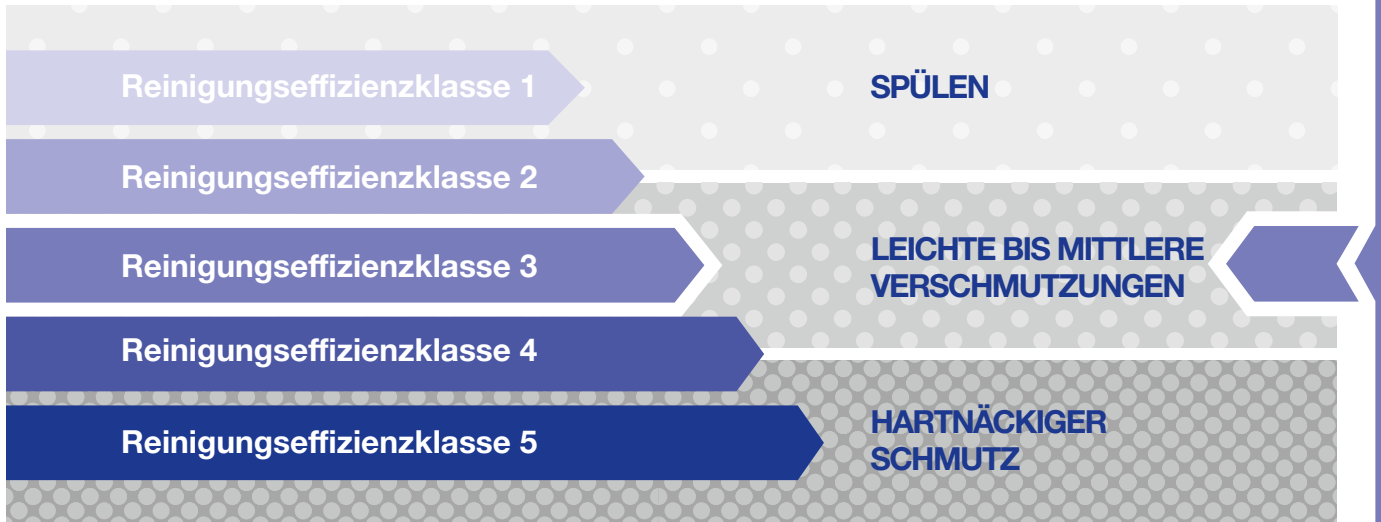 Reinigungseffizienzklasse 1
SPÜLEN
Reinigungseffizienzklasse 2
Reinigungseffizienzklasse 3
LEICHTE BIS MITTLERE
VERSCHMUTZUNGEN
Reinigungseffizienzklasse 4
Reinigungseffizienzklasse 5
HARTNÄCKIGER
SCHMUTZ